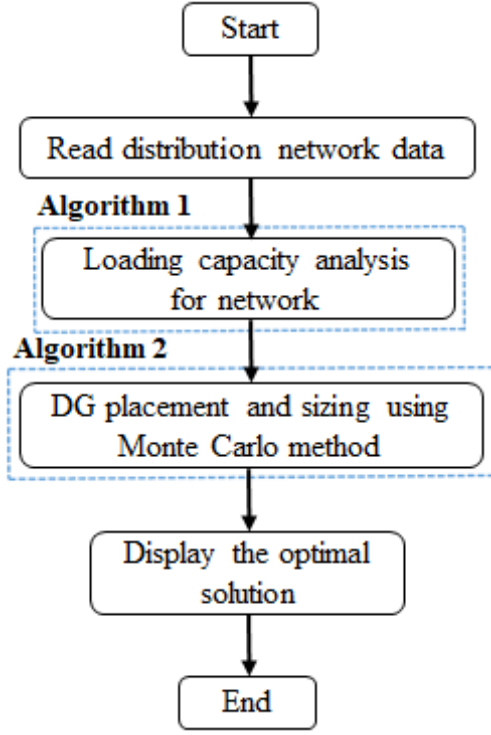 Start
Read distribution network data
Algorithm 1
Loading capacity analysis
for network
Algorithm 2
DG placement and sizing using
Monte Carlo method
Display the optimal
solution
End